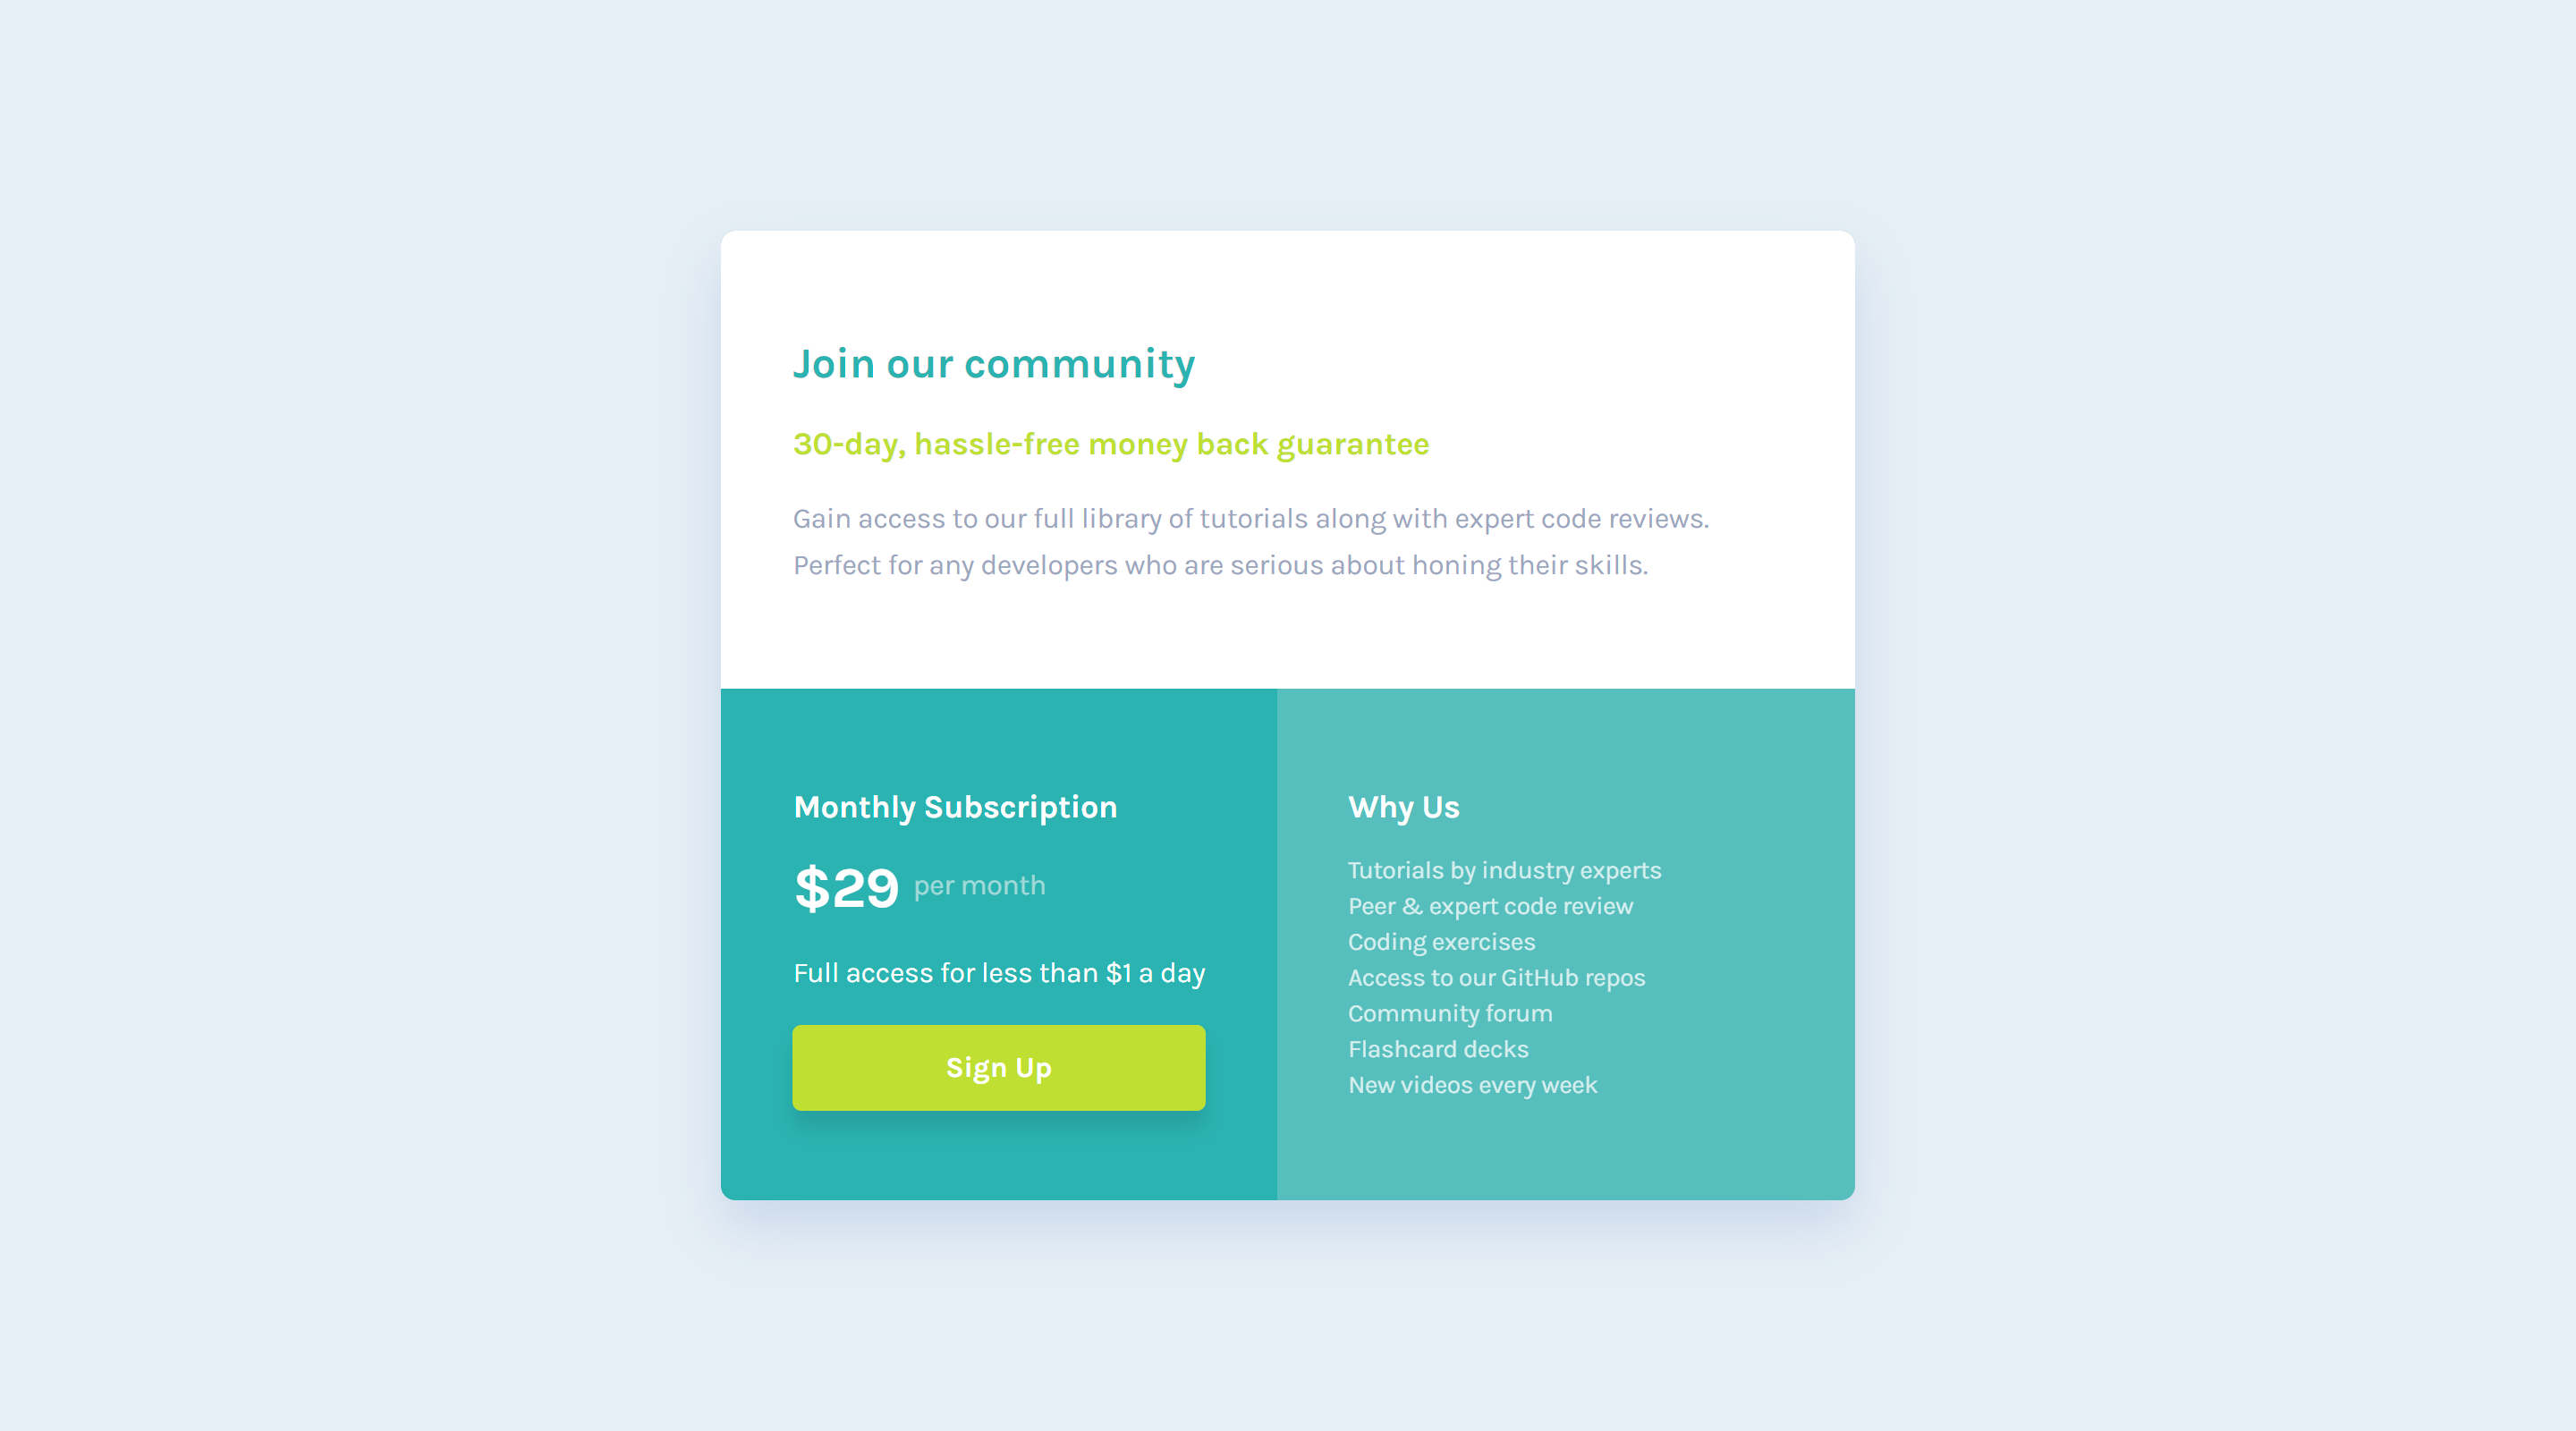 Join our community
30-day, hassle-free money back guarantee
Gain access to our full library of tutorials along with expert code reviews.
Perfect for any developers who are serious about honing their skills.
Monthly Subscription
$29 per month
Full access for less than $1 a day
Sign Up
Why Us
Tutorials by industry experts
Peer & expert code review
Coding exercises
Access to our GitHub repos
Community forum
Flashcard decks
New videos every week